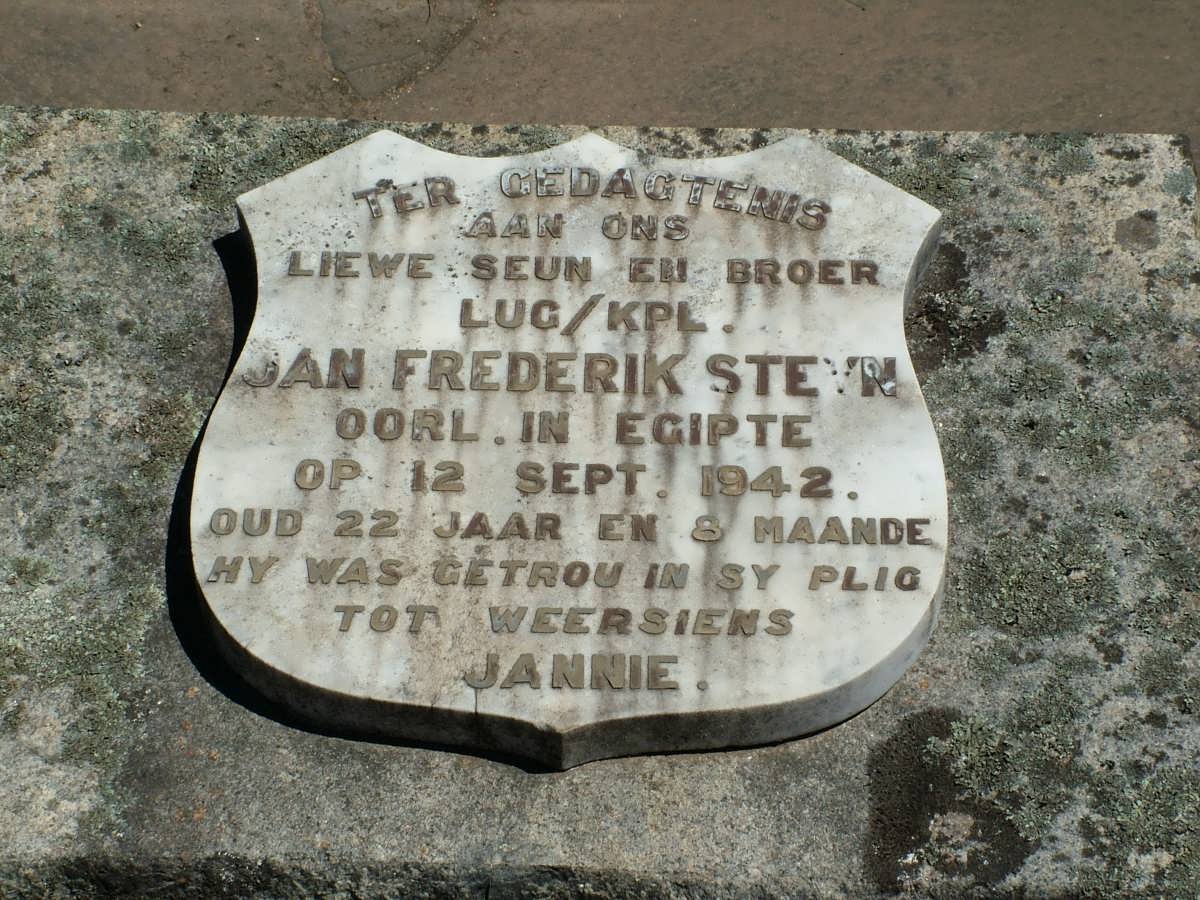 TER GEDAGTENIS
AAN ONS
LIEWE SEUN EN BROER
LUG/KPL.
JAN FREDERIK STEYN
OORL. IN EGIPTE
OP 12 SEPT. 1942.
OUD 22 JAAR EN 8 MAANDE
HY WAS GETROU IN SY PLIG
TOT WEERSIENS
JANNIE.